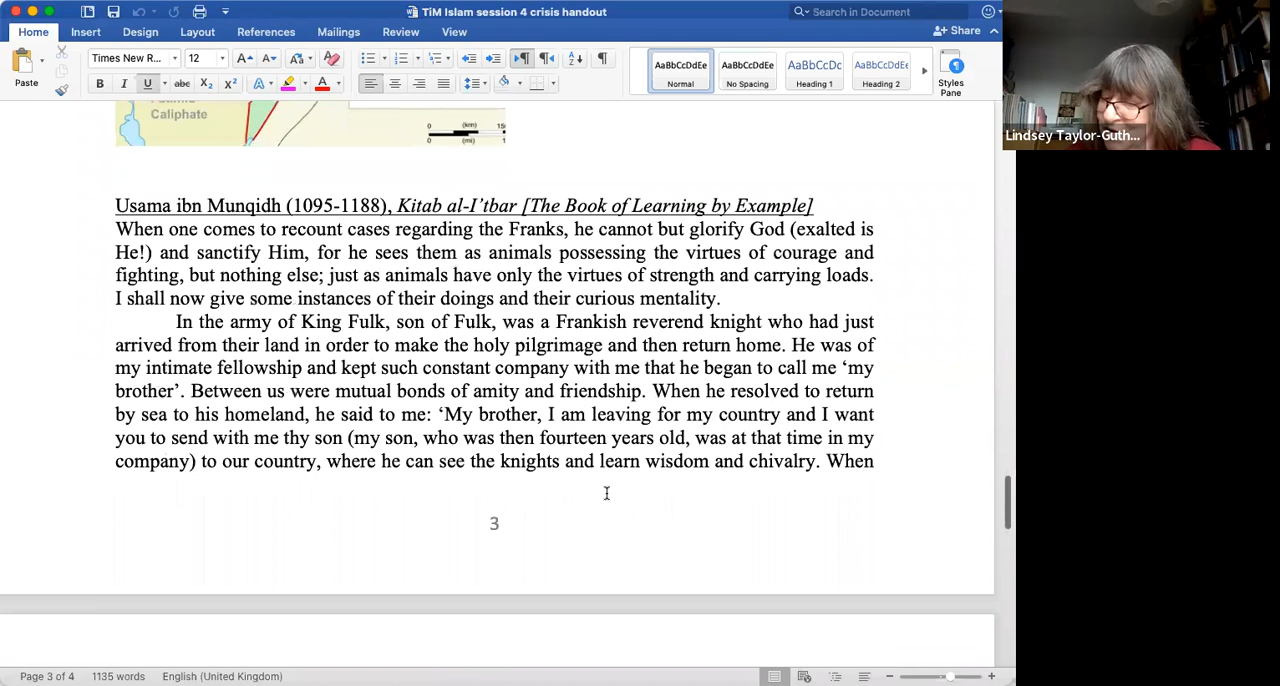 TiM Islam session 4 crisis handout
Search in Document
Home Insert Design Layout References Mailings Review View
Share
Paste
Times New R... 12
AaBbCcDdEe AaBbCcDdEe AaBbCcDc AaBbCcDdEe
Normal No Spacing Heading 1 Heading 2
Styles
Pane
Lindsey Taylor-Guth...
Caliphate
(km)
0
(mi)
0
Usama ibn Munqidh (1095-1188), Kitab al-I’tbar [The Book of Learning by Example]
When one comes to recount cases regarding the Franks, he cannot but glorify God (exalted is
He!) and sanctify Him, for he sees them as animals possessing the virtues of courage and
fighting, but nothing else; just as animals have only the virtues of strength and carrying loads.
I shall now give some instances of their doings and their curious mentality.
In the army of King Fulk, son of Fulk, was a Frankish reverend knight who had just
arrived from their land in order to make the holy pilgrimage and then return home. He was of
my intimate fellowship and kept such constant company with me that he began to call me ‘my
brother’. Between us were mutual bonds of amity and friendship. When he resolved to return
by sea to his homeland, he said to me: ‘My brother, I am leaving for my country and I want
you to send with me thy son (my son, who was then fourteen years old, was at that time in my
company) to our country, where he can see the knights and learn wisdom and chivalry. When
3
Page 3 of 4 1135 words English (United Kingdom)